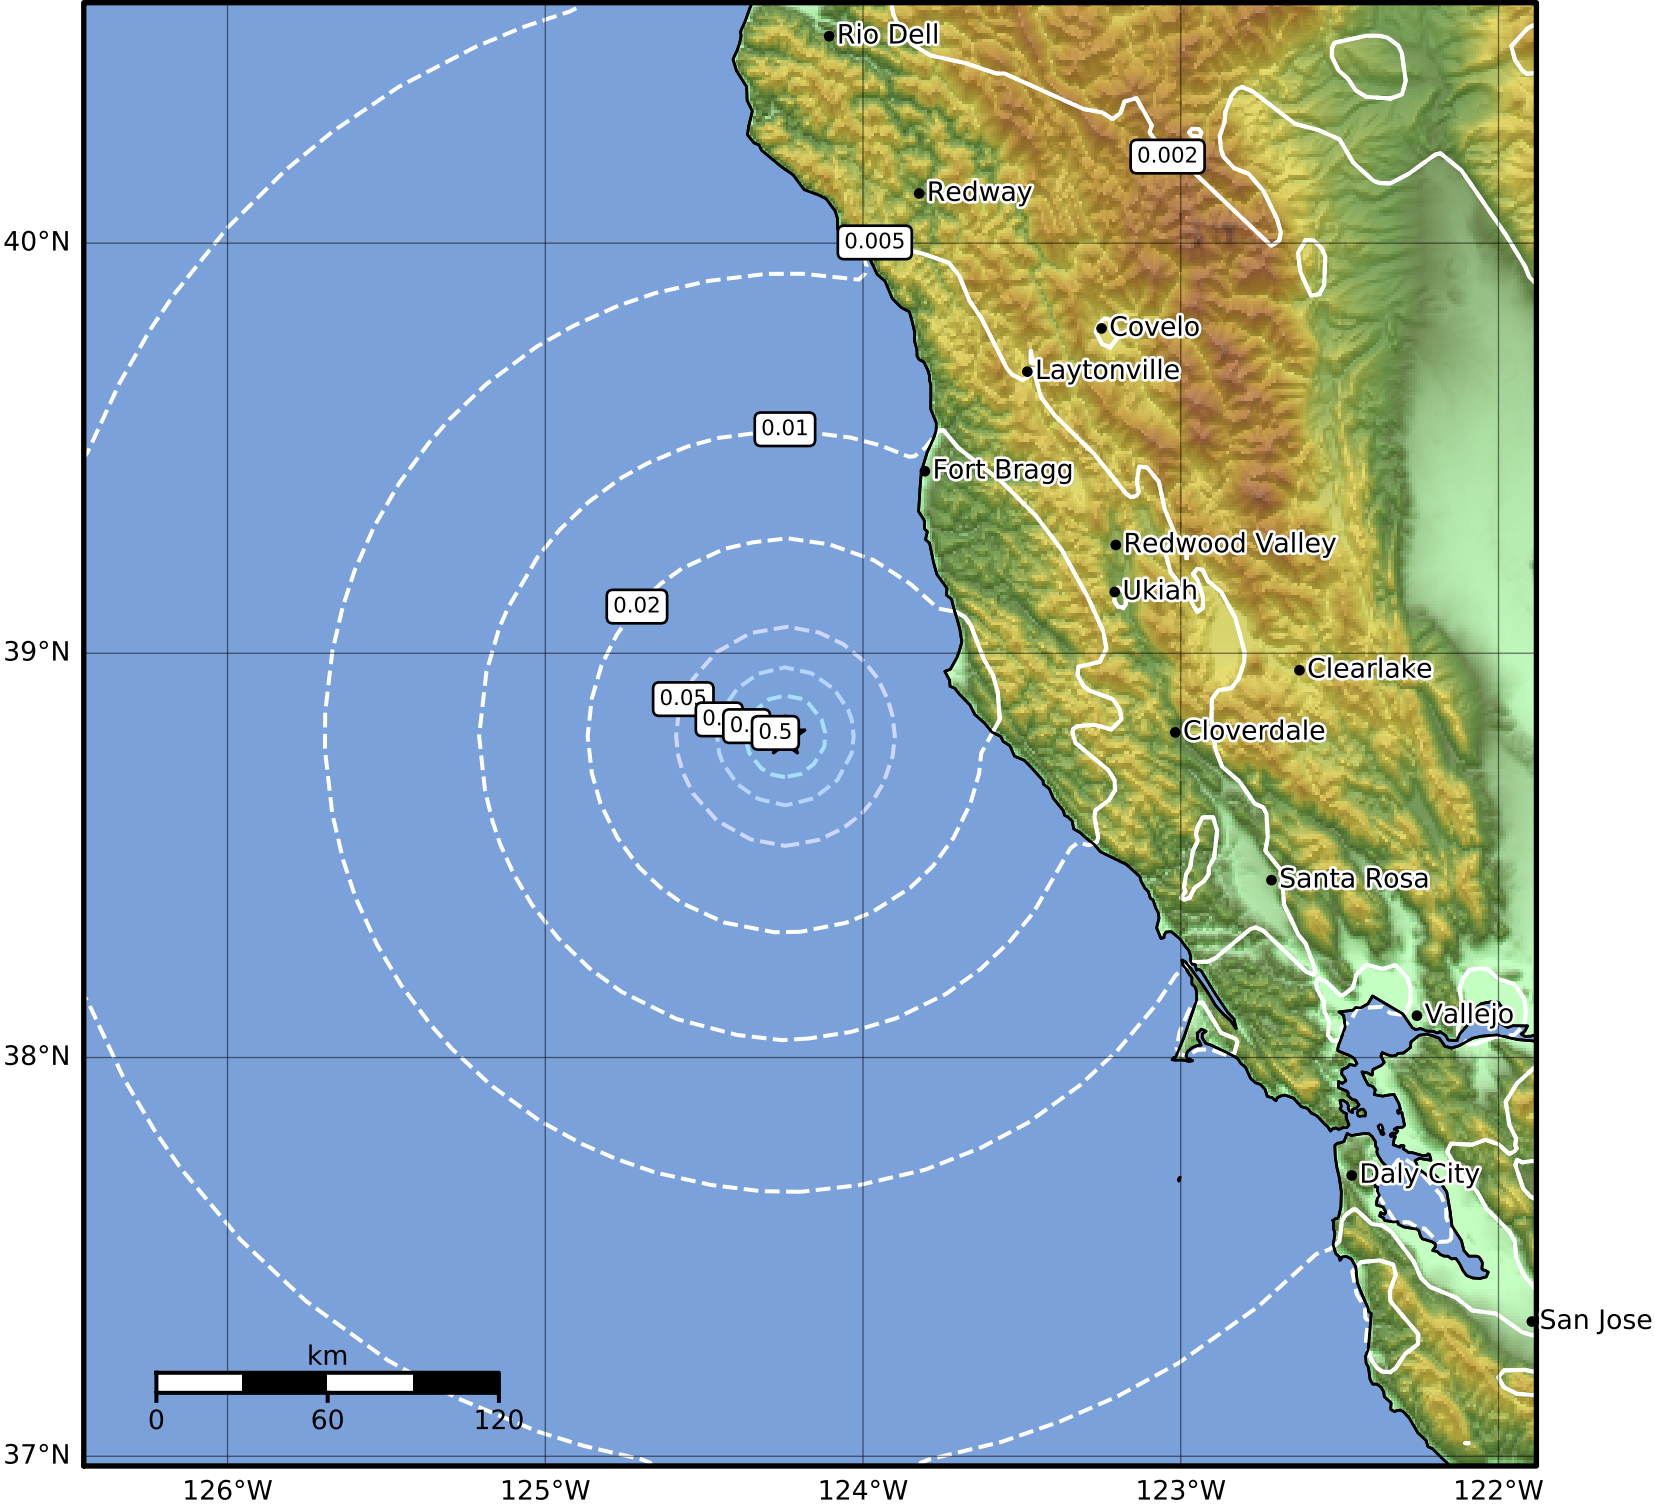 Rio Dell
0.002
Redway
40°N
0.005
Covelo
Laytonville
0.01
Fort Bragg
Redwood Valley
Ukiah
0.02
39°N
Clearlake
0.05
0.
0.
0.5
Cloverdale
Santa Rosa
Vallejo
38°N
Daly City
San Jose
km
0 60 120
37°N
126°W 125°W 124°W 123°W 122°W